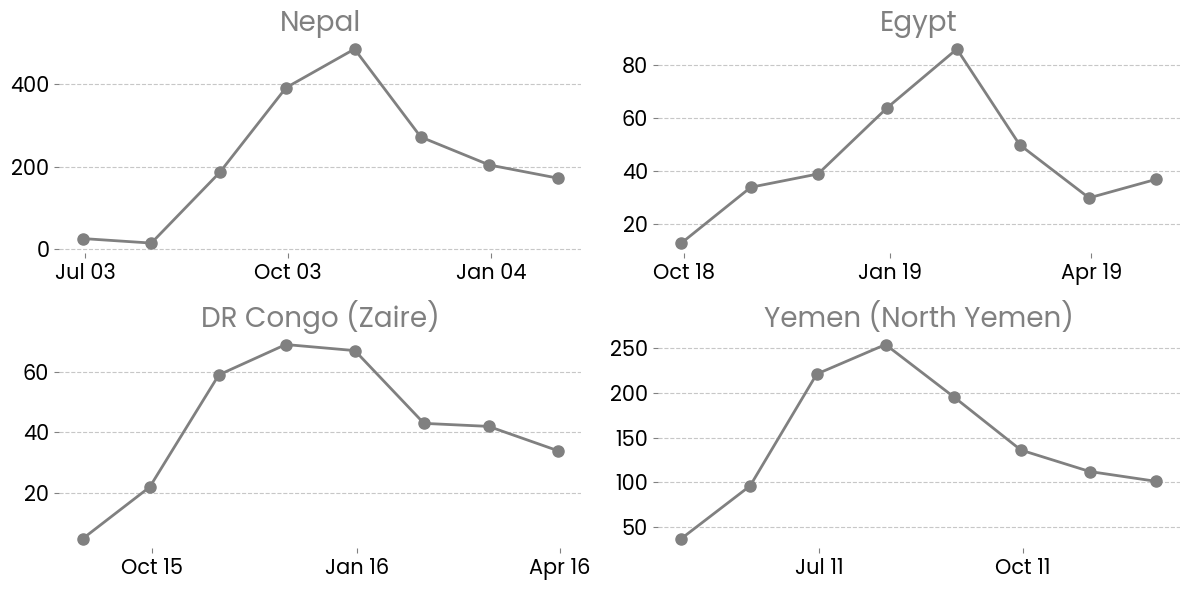 Nepal
400
200
0
Jul 03
Oct 03
Jan 04
Egypt
80
60
40
20
Oct 18
Jan 19
Apr 19
DR Congo (Zaire)
60
40
20
Oct 15
Jan 16
Apr 16
Yemen (North Yemen)
250
200
150
100
50
Jul 11
Oct 11